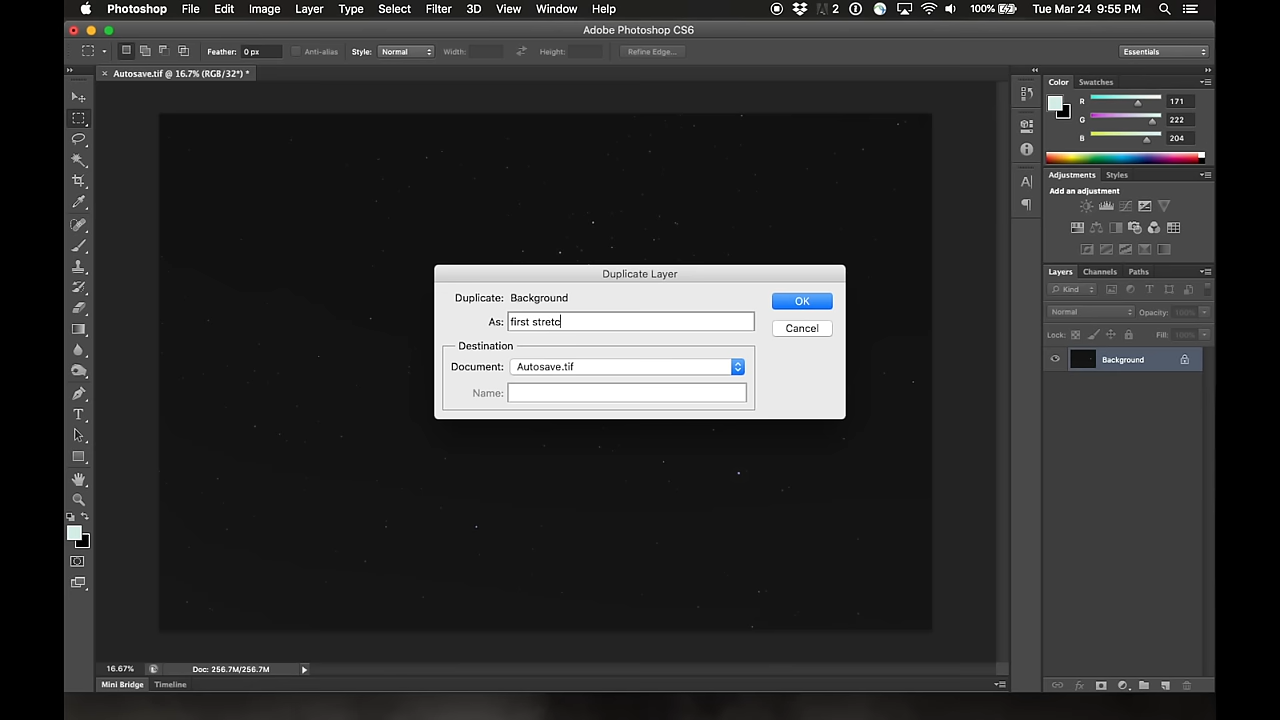 Photoshop File Edit Image Layer Type Select Filter 3D View Window Help 2 100% Tue Mar 24 9:55 PM
Adobe Photoshop CS6
Feather: 0 px Anti-alias Style: Normal Width: Height: Refine Edge... Essentials
Autosave.tif @ 16.7% (RGB/32*) *
Color Swatches
R 171
G 222
B 204
Adjustments Styles
Add an adjustment
Duplicate Layer
Duplicate: Background
As: first stretc
Destination
Document: Autosave.tif
Name:
OK
Cancel
Layers Channels Paths
Kind
Normal Opacity: 100%
Lock: Fill: 100%
Background
16.67% Doc: 256.7M/256.7M
Mini Bridge Timeline